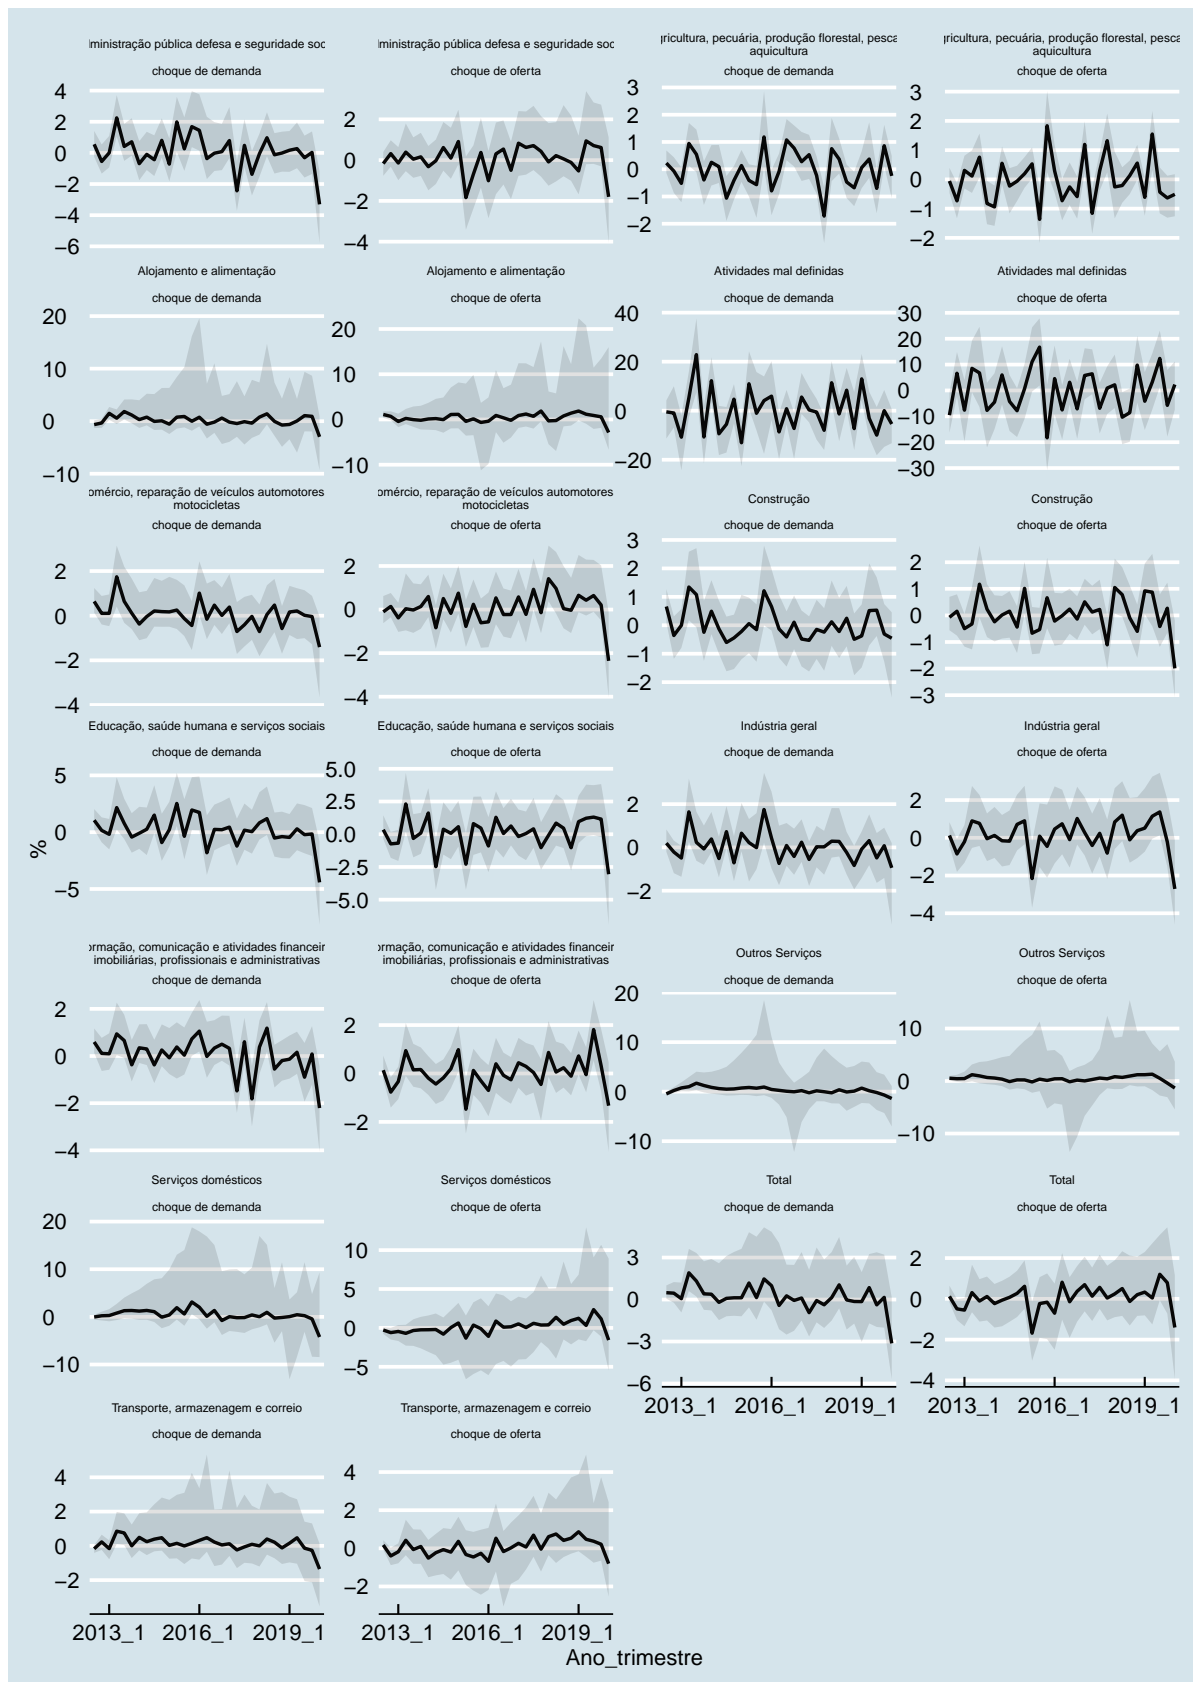 ministração pública defesa e seguridade soc
choque de demanda
4
2
0
−2
−4
−6
ministração pública defesa e seguridade soc
choque de oferta
2
0
−2
−4
gricultura, pecuária, produção florestal, pesca
aquicultura
choque de demanda
3
2
1
0
−1
−2
gricultura, pecuária, produção florestal, pesca
aquicultura
choque de oferta
3
2
1
0
−1
−2
Alojamento e alimentação
choque de demanda
20
10
0
−10
Alojamento e alimentação
choque de oferta
20
10
0
−10
Atividades mal definidas
choque de demanda
40
20
0
−20
Atividades mal definidas
choque de oferta
30
20
10
0
−10
−20
−30
omércio, reparação de veículos automotores
motocicletas
choque de demanda
2
0
−2
−4
omércio, reparação de veículos automotores
motocicletas
choque de oferta
2
0
−2
−4
Construção
choque de demanda
3
2
1
0
−1
−2
Construção
choque de oferta
2
1
0
−1
−2
−3
Educação, saúde humana e serviços sociais
choque de demanda
5
0
−5
Educação, saúde humana e serviços sociais
choque de oferta
5.0
2.5
0.0
−2.5
−5.0
Indústria geral
choque de demanda
2
0
−2
Indústria geral
choque de oferta
2
0
−2
−4
%
ormação, comunicação e atividades financeir
imobiliárias, profissionais e administrativas
choque de demanda
2
0
−2
−4
ormação, comunicação e atividades financeir
imobiliárias, profissionais e administrativas
choque de oferta
2
0
−2
Outros Serviços
choque de demanda
20
10
0
−10
Outros Serviços
choque de oferta
10
0
−10
Serviços domésticos
choque de demanda
20
10
0
−10
Serviços domésticos
choque de oferta
10
5
0
−5
Total
choque de demanda
3
0
−3
−6
2013_1 2016_1 2019_1
Total
choque de oferta
2
0
−2
−4
2013_1 2016_1 2019_1
Transporte, armazenagem e correio
choque de demanda
4
2
0
−2
2013_1 2016_1 2019_1
Transporte, armazenagem e correio
choque de oferta
4
2
0
−2
2013_1 2016_1 2019_1
Ano_trimestre